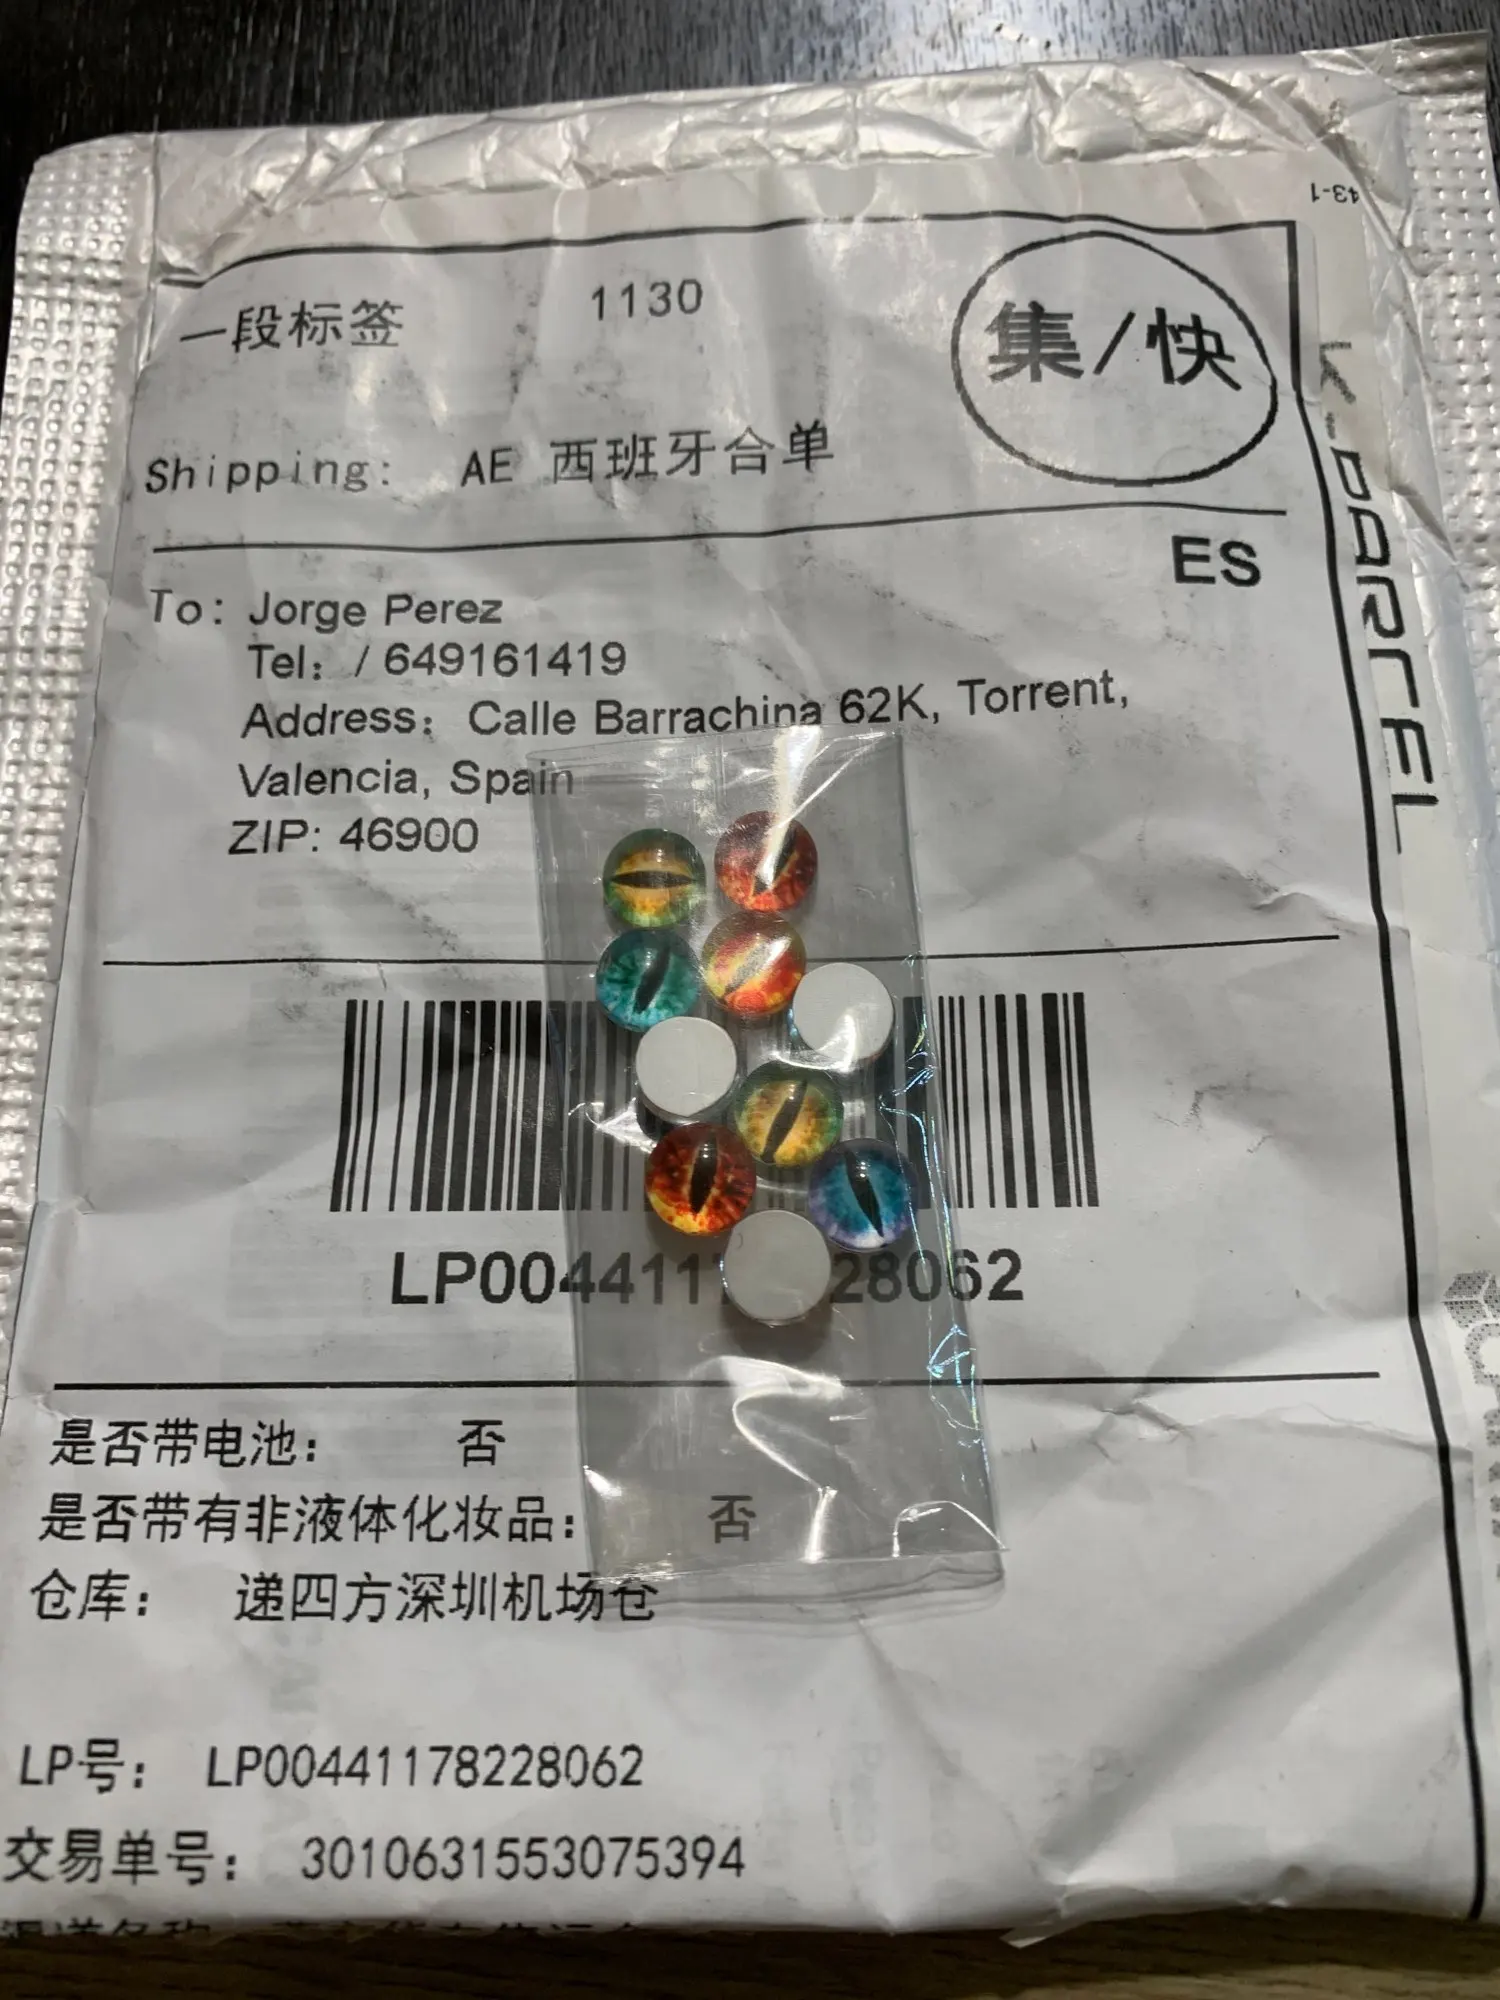 43-1
一段标签 1130 集/快
Shipping: AE 西班牙合单
ES
To: Jorge Perez
Tel: / 649161419
Address: Calle Barrachina 62K, Torrent,
Valencia, Spain
ZIP: 46900
LP0044117 28062
是否带电池: 否
是否带有非液体化妆品: 否
仓库: 递四方深圳机场仓
LP号: LP00441178228062
交易单号: 3010631553075394
K-PARCEL